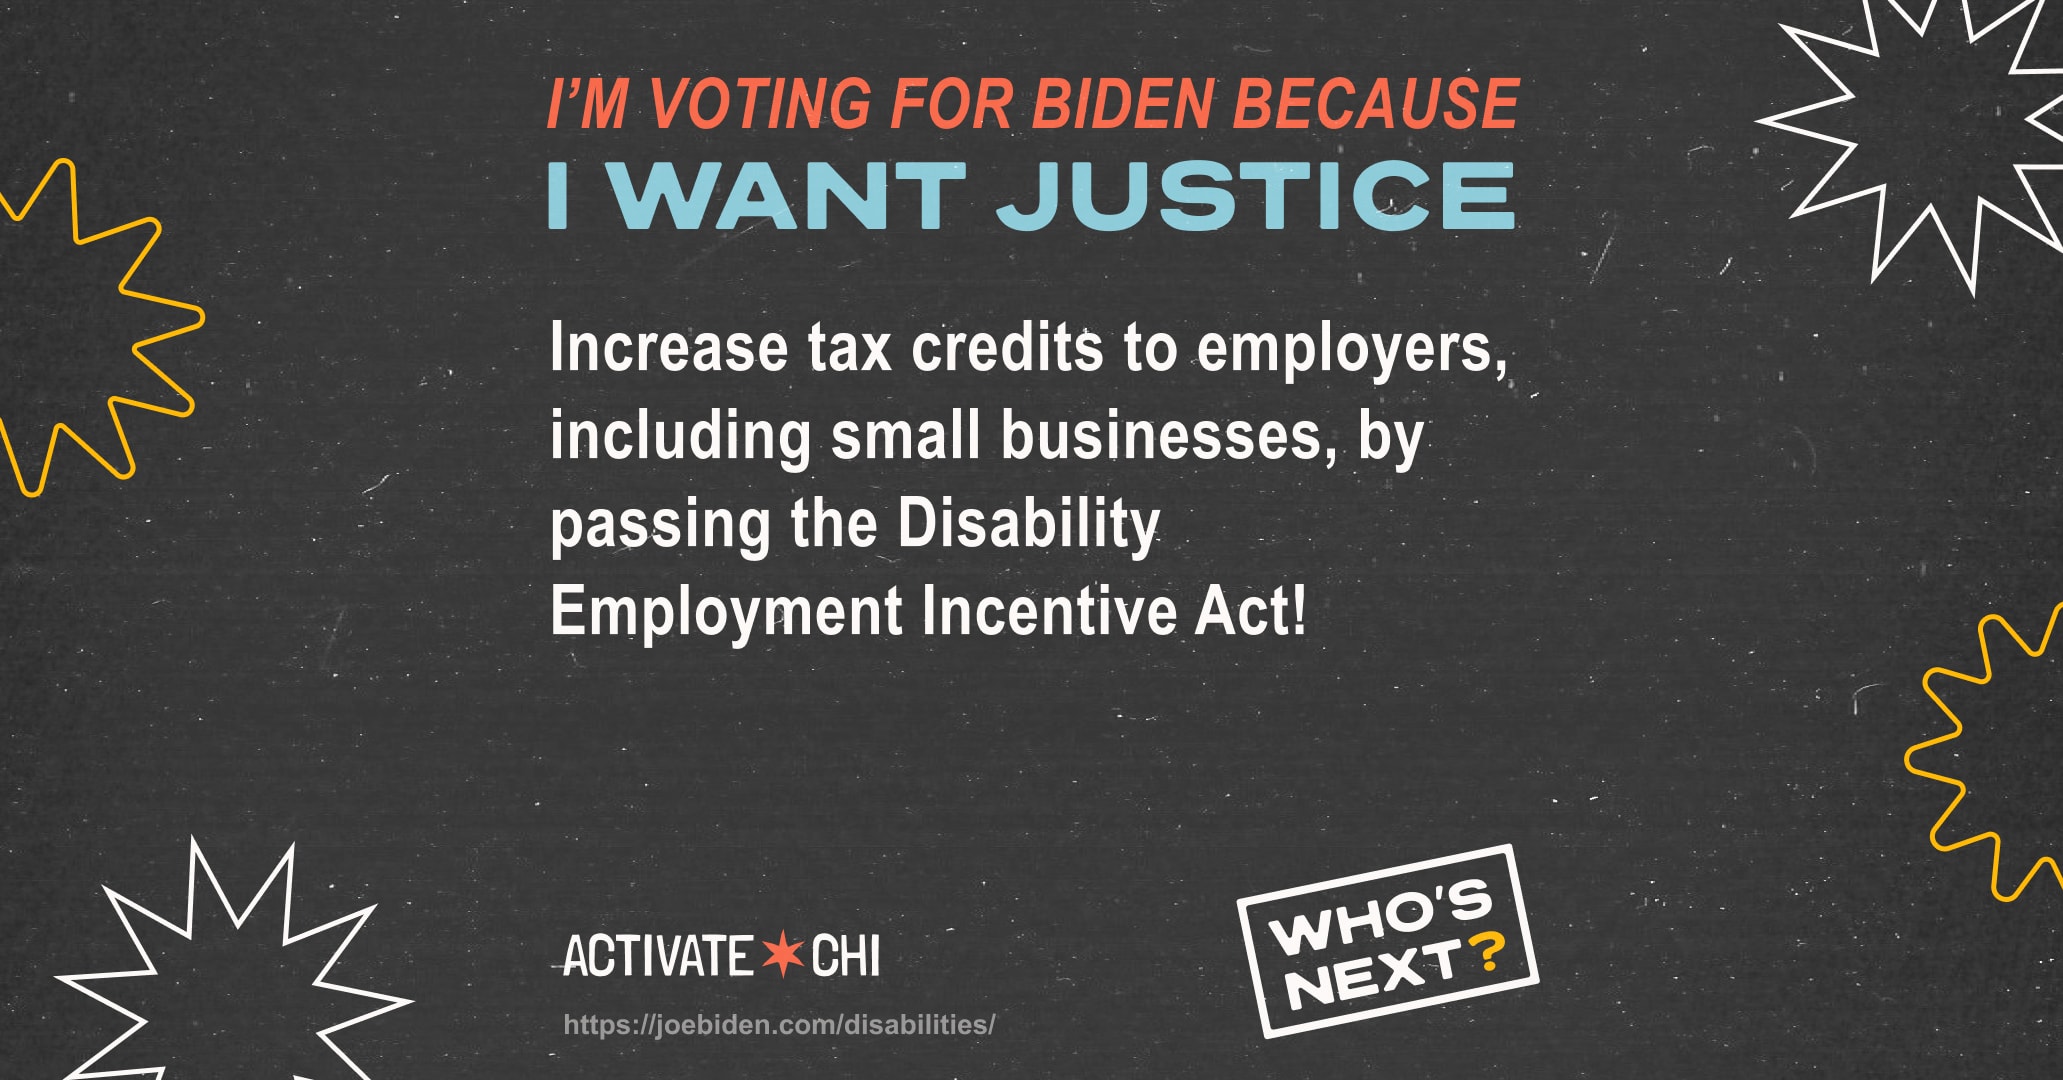 I’M VOTING FOR BIDEN BECAUSE
I WANT JUSTICE
Increase tax credits to employers,
including small businesses, by
passing the Disability
Employment Incentive Act!
ACTIVATE CHI
https://joebiden.com/disabilities/
WHO'S
NEXT?